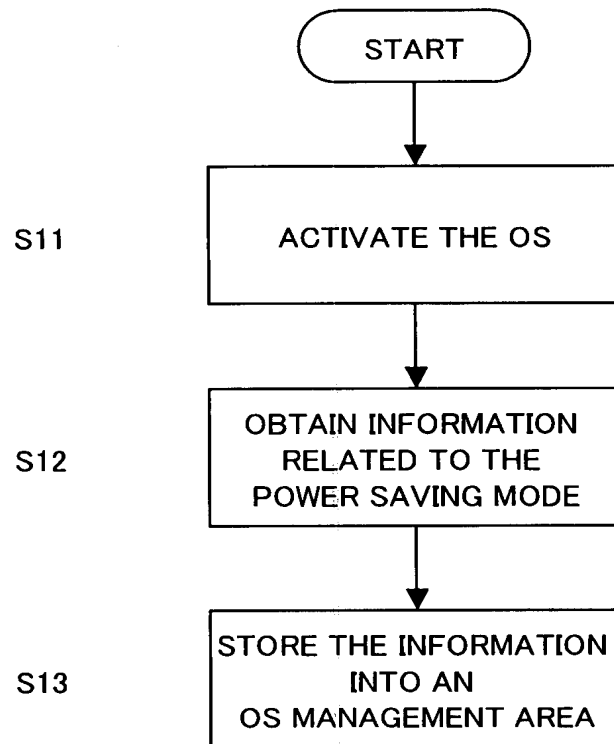 START
S11
ACTIVATE THE OS
S12
OBTAIN INFORMATION
RELATED TO THE
POWER SAVING MODE
S13
STORE THE INFORMATION
INTO AN
OS MANAGEMENT AREA